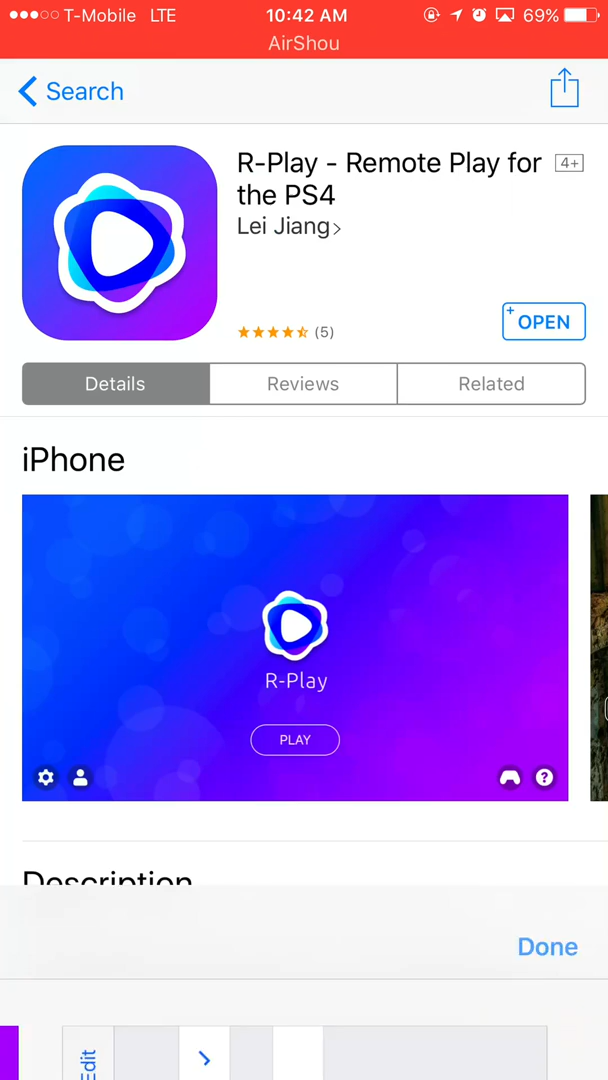 T-Mobile LTE 10:42 AM 69%
AirShou
Search
R-Play - Remote Play for 4+
the PS4
Lei Jiang
(5)
+ OPEN
Details Reviews Related
iPhone
R-Play
PLAY
?
Description
Done
Edit